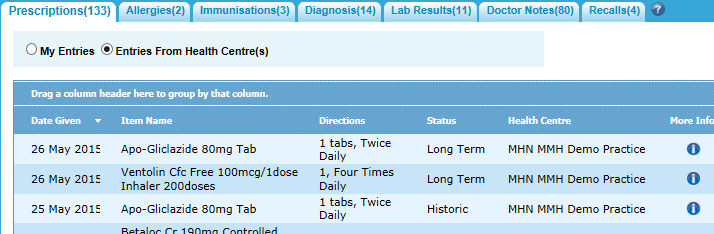 Prescriptions(133) Allergies(2) Immunisations(3) Diagnosis(14) Lab Results(11) Doctor Notes(80) Recalls(4) ?
My Entries Entries From Health Centre(s)
Drag a column header here to group by that column.
Date Given Item Name Directions Status Health Centre More Info
26 May 2015 Apo-Gliclazide 80mg Tab 1 tabs, Twice Daily Long Term MHN MMH Demo Practice
26 May 2015 Ventolin Cfc Free 100mcg/1dose Inhaler 200doses 1, Four Times Daily Long Term MHN MMH Demo Practice
25 May 2015 Apo-Gliclazide 80mg Tab 1 tabs, Twice Daily Historic MHN MMH Demo Practice
Betaloc Cr 190mg Controlled